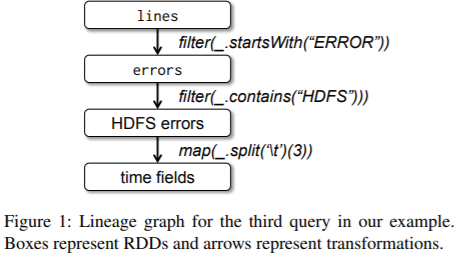 lines
filter(_.startsWith("ERROR"))
errors
filter(_.contains("HDFS")))
HDFS errors
map(_.split('\t')(3))
time fields
Figure 1: Lineage graph for the third query in our example.
Boxes represent RDDs and arrows represent transformations.